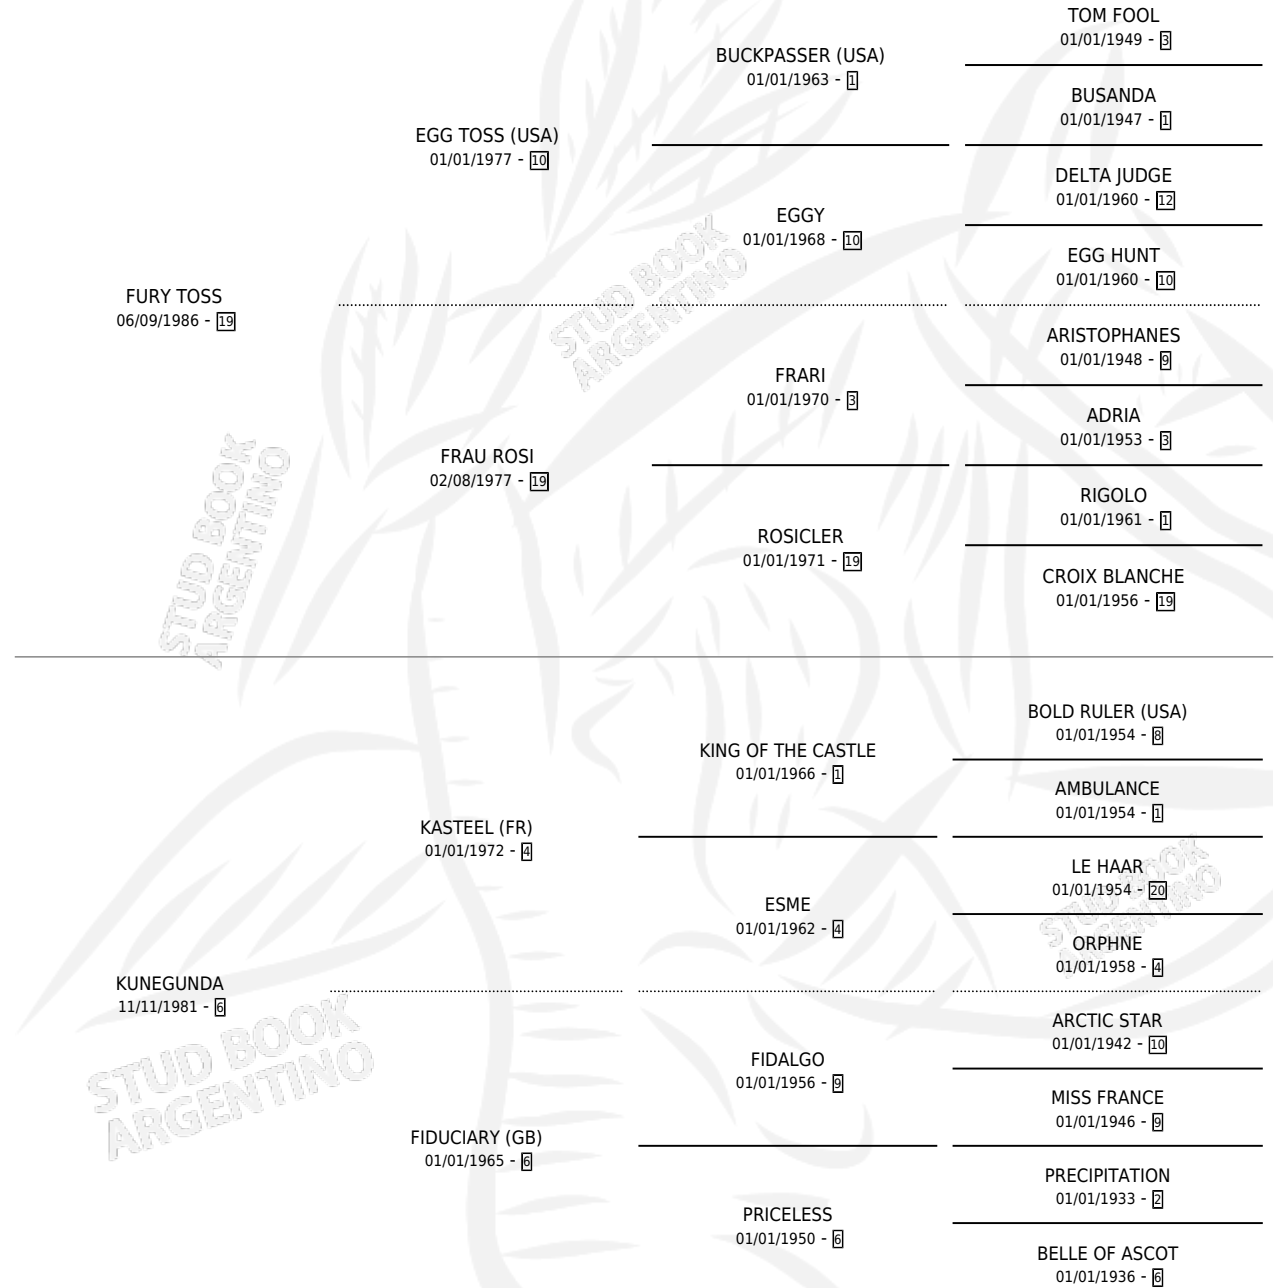 TOM FOOL
01/01/1949 - 3
BUCKPASSER (USA)
01/01/1963 - 1
BUSANDA
01/01/1947 - 1
EGG TOSS (USA)
01/01/1977 - 10
DELTA JUDGE
01/01/1960 - 12
EGGY
01/01/1968 - 10
EGG HUNT
01/01/1960 - 10
FURY TOSS
06/09/1986 - 19
ARISTOPHANES
01/01/1948 - 9
FRARI
01/01/1970 - 3
ADRIA
01/01/1953 - 3
FRAU ROSI
02/08/1977 - 19
RIGOLO
01/01/1961 - 1
ROSICLER
01/01/1971 - 19
CROIX BLANCHE
01/01/1956 - 19
STUD BOOK
ARGENTINO
STUD BOOK
ARGENTINO
BOLD RULER (USA)
01/01/1954 - 8
KING OF THE CASTLE
01/01/1966 - 1
AMBULANCE
01/01/1954 - 1
KASTEEL (FR)
01/01/1972 - 4
LE HAAR
01/01/1954 - 20
ESME
01/01/1962 - 4
ORPHNE
01/01/1958 - 4
KUNEGUNDA
11/11/1981 - 6
ARCTIC STAR
01/01/1942 - 10
FIDALGO
01/01/1956 - 9
MISS FRANCE
01/01/1946 - 9
FIDUCIARY (GB)
01/01/1965 - 6
PRECIPITATION
01/01/1933 - 2
PRICELESS
01/01/1950 - 6
BELLE OF ASCOT
01/01/1936 - 6
STUD BOOK
ARGENTINO
STUD BOOK
ARGENTINO